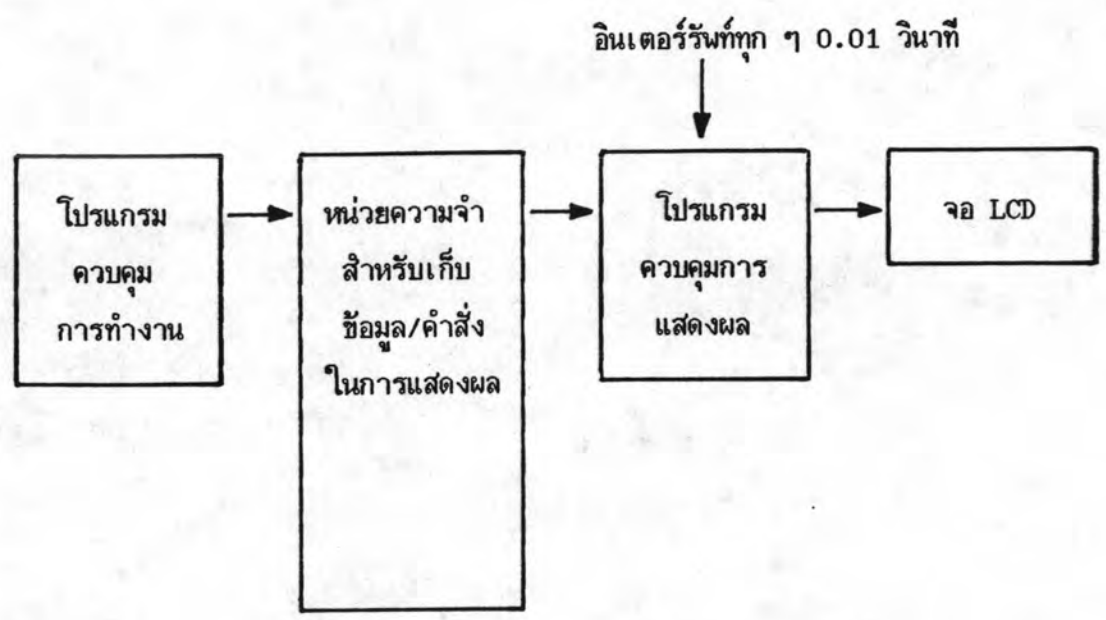 อินเตอร์รัพท์ทุก ๆ 0.01 วินาที
โปรแกรม
ควบคุม
การทำงาน
หน่วยความจำ
สำหรับเก็บ
ข้อมูล/คำสั่ง
ในการแสดงผล
โปรแกรม
ควบคุมการ
แสดงผล
จอ LCD